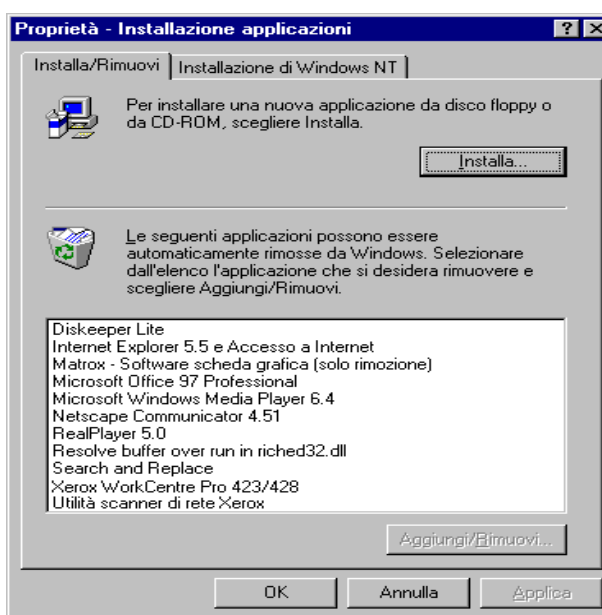 Proprietà - Installazione applicazioni
Installa/Rimuovi
Installazione di Windows NT
Per installare una nuova applicazione da disco floppy o
da CD-ROM, scegliere Installa.
Installa...
Le seguenti applicazioni possono essere
automaticamente rimosse da Windows. Selezionare
dall'elenco l'applicazione che si desidera rimuovere e
scegliere Aggiungi/Rimuovi.
Diskeeper Lite
Internet Explorer 5.5 e Accesso a Internet
Matrox - Software scheda grafica (solo rimozione)
Microsoft Office 97 Professional
Microsoft Windows Media Player 6.4
Netscape Communicator 4.51
RealPlayer 5.0
Resolve buffer over run in riched32.dll
Search and Replace
Xerox WorkCentre Pro 423/428
Utilità scanner di rete Xerox
Aggiungi/Rimuovi...
OK
Annulla
Applica